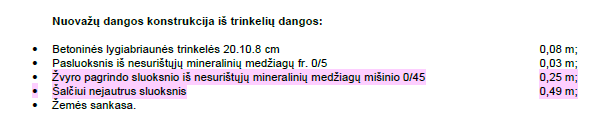 Nuovažų dangos konstrukcija iš trinkelių dangos:
• Betoninės lygiabriaunės trinkelės 20.10.8 cm 0,08 m;
• Pasluoksnis iš nesurištųjų mineralinių medžiagų fr. 0/5 0,03 m;
• Žvyro pagrindo sluoksnio iš nesurištųjų mineralinių medžiagų mišinio 0/45 0,25 m;
• Šalčiui nejautrus sluoksnis 0,49 m;
• Žemės sankasa.